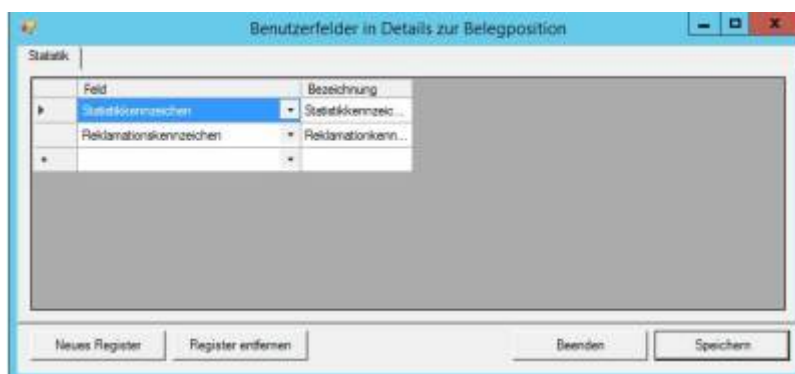 Benutzerfelder in Details zur Belegposition
Statistik
Feld Bezeichnung
Statistikkennzeichen Statistikkennzeic...
Reklamationskennzeichen Reklamationkenn...
Neues Register Register entfernen Beenden Speichern